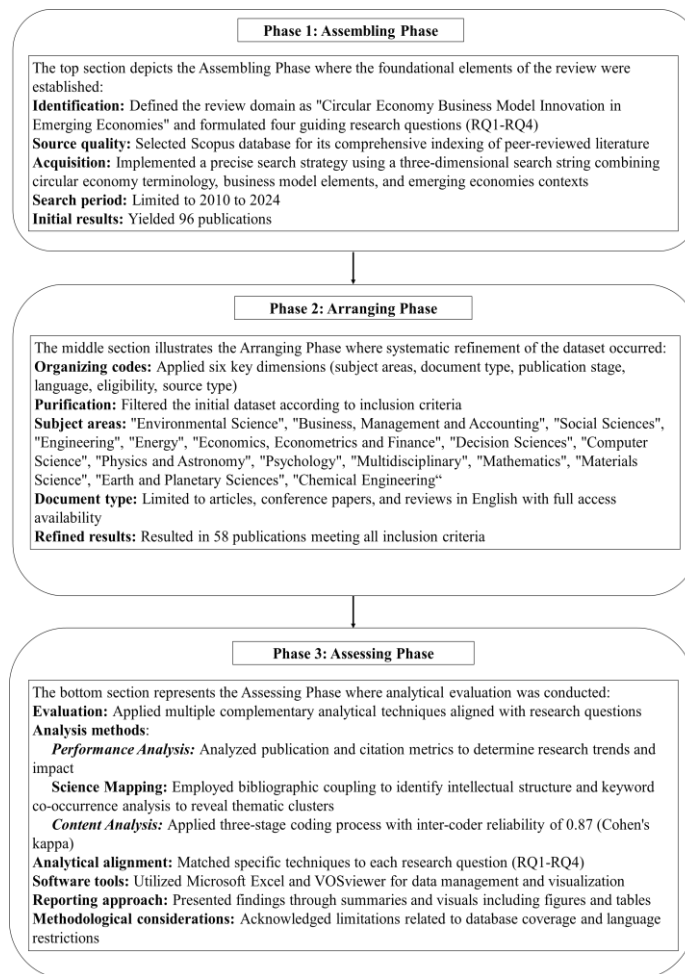 Phase 1: Assembling Phase
The top section depicts the Assembling Phase where the foundational elements of the review were
established:
Identification: Defined the review domain as "Circular Economy Business Model Innovation in
Emerging Economies" and formulated four guiding research questions (RQ1-RQ4)
Source quality: Selected Scopus database for its comprehensive indexing of peer-reviewed literature
Acquisition: Implemented a precise search strategy using a three-dimensional search string combining
circular economy terminology, business model elements, and emerging economies contexts
Search period: Limited to 2010 to 2024
Initial results: Yielded 96 publications
Phase 2: Arranging Phase
The middle section illustrates the Arranging Phase where systematic refinement of the dataset occurred:
Organizing codes: Applied six key dimensions (subject areas, document type, publication stage,
language, eligibility, source type)
Purification: Filtered the initial dataset according to inclusion criteria
Subject areas: "Environmental Science", "Business, Management and Accounting", "Social Sciences",
"Engineering", "Energy", "Economics, Econometrics and Finance", "Decision Sciences", "Computer
Science", "Physics and Astronomy", "Psychology", "Multidisciplinary", "Mathematics", "Materials
Science", "Earth and Planetary Sciences", "Chemical Engineering“
Document type: Limited to articles, conference papers, and reviews in English with full access
availability
Refined results: Resulted in 58 publications meeting all inclusion criteria
Phase 3: Assessing Phase
The bottom section represents the Assessing Phase where analytical evaluation was conducted:
Evaluation: Applied multiple complementary analytical techniques aligned with research questions
Analysis methods:
Performance Analysis: Analyzed publication and citation metrics to determine research trends and
impact
Science Mapping: Employed bibliographic coupling to identify intellectual structure and keyword
co-occurrence analysis to reveal thematic clusters
Content Analysis: Applied three-stage coding process with inter-coder reliability of 0.87 (Cohen's
kappa)
Analytical alignment: Matched specific techniques to each research question (RQ1-RQ4)
Software tools: Utilized Microsoft Excel and VOSviewer for data management and visualization
Reporting approach: Presented findings through summaries and visuals including figures and tables
Methodological considerations: Acknowledged limitations related to database coverage and language
restrictions